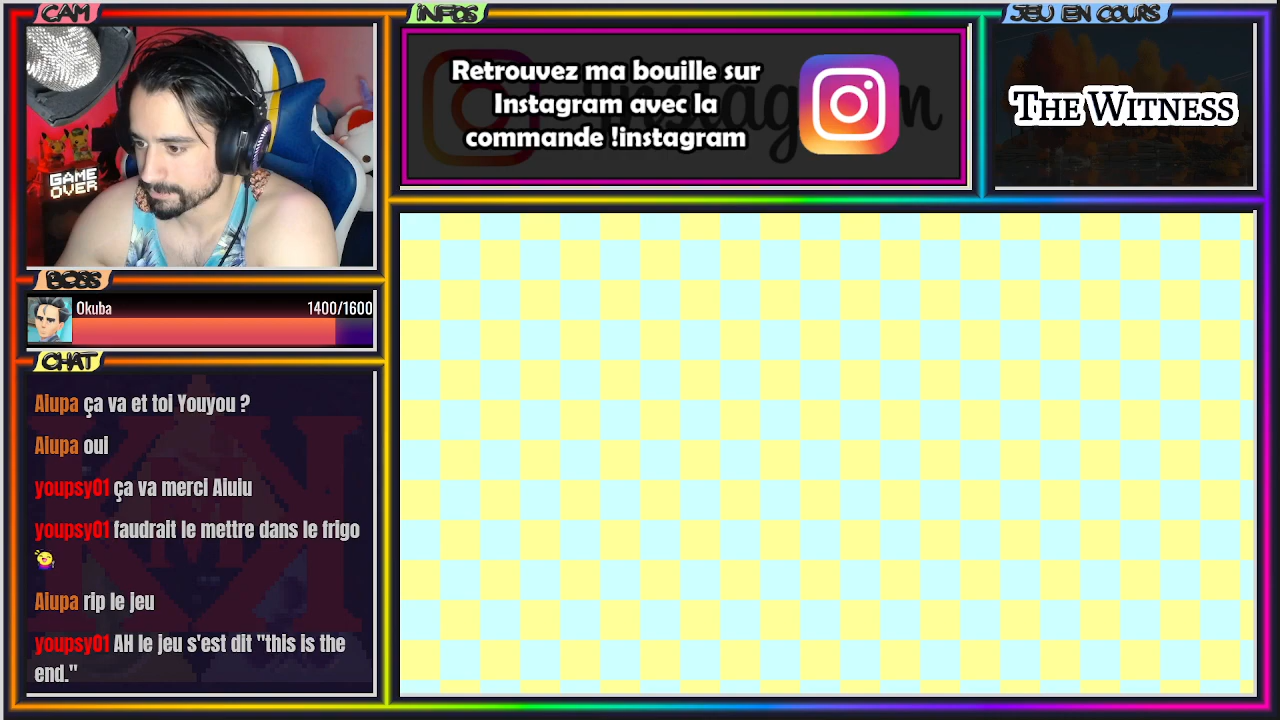 CAM
INFOS
JEU EN COURS
Retrouvez ma bouille sur
Instagram avec la
commande !instagram
THE WITNESS
GAME
OVER
BOSS
Okuba 1400/1600
CHAT
Alupa ça va et toi Youyou ?
Alupa oui
youpsy01 ça va merci Aluiu
youpsy01 faudrait le mettre dans le frigo
Alupa rip le jeu
youpsy01 AH le jeu s'est dit "this is the
end."